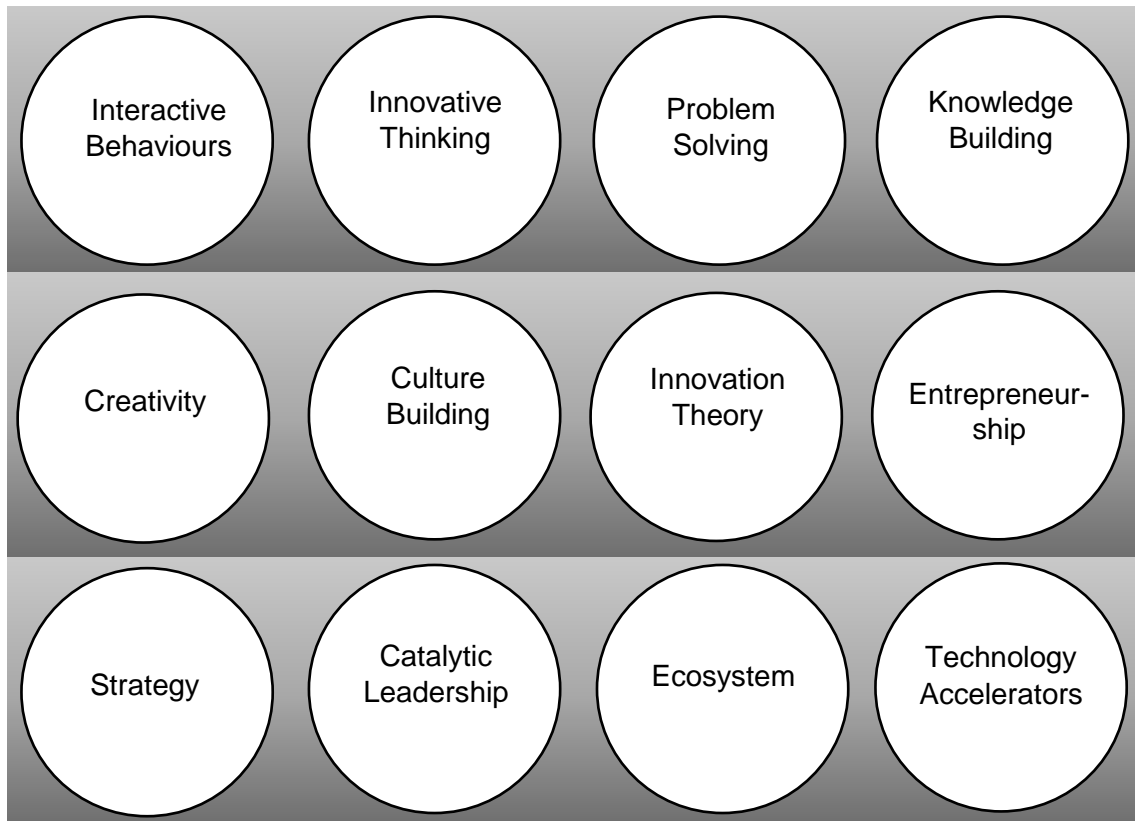 Interactive
Behaviours
Innovative
Thinking
Problem
Solving
Knowledge
Building
Creativity
Culture
Building
Innovation
Theory
Entrepreneur-
ship
Strategy
Catalytic
Leadership
Ecosystem
Technology
Accelerators